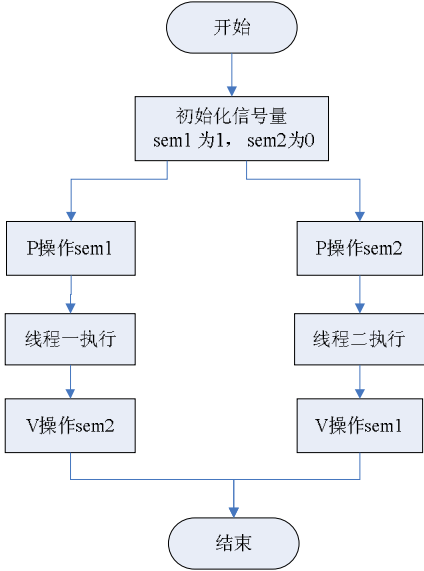 开始
初始化信号量
sem1 为1， sem2为0
P操作sem1
P操作sem2
线程一执行
线程二执行
V操作sem2
V操作sem1
结束